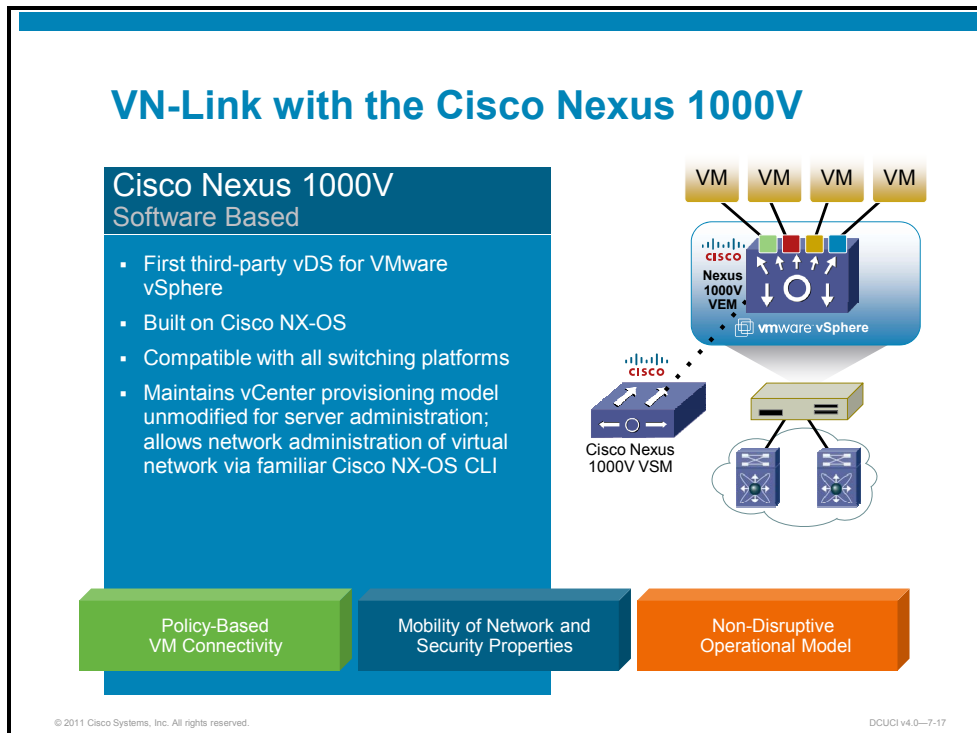 VN-Link with the Cisco Nexus 1000V
Cisco Nexus 1000V
Software Based
▪ First third-party vDS for VMware
vSphere
▪ Built on Cisco NX-OS
▪ Compatible with all switching platforms
▪ Maintains vCenter provisioning model
unmodified for server administration;
allows network administration of virtual
network via familiar Cisco NX-OS CLI
VM VM VM VM
CISCO
Nexus
1000V
VEM
vmware vSphere
CISCO
Cisco Nexus
1000V VSM
Policy-Based
VM Connectivity
Mobility of Network and
Security Properties
Non-Disruptive
Operational Model
© 2011 Cisco Systems, Inc. All rights reserved.
DCUCI v4.0—7-17